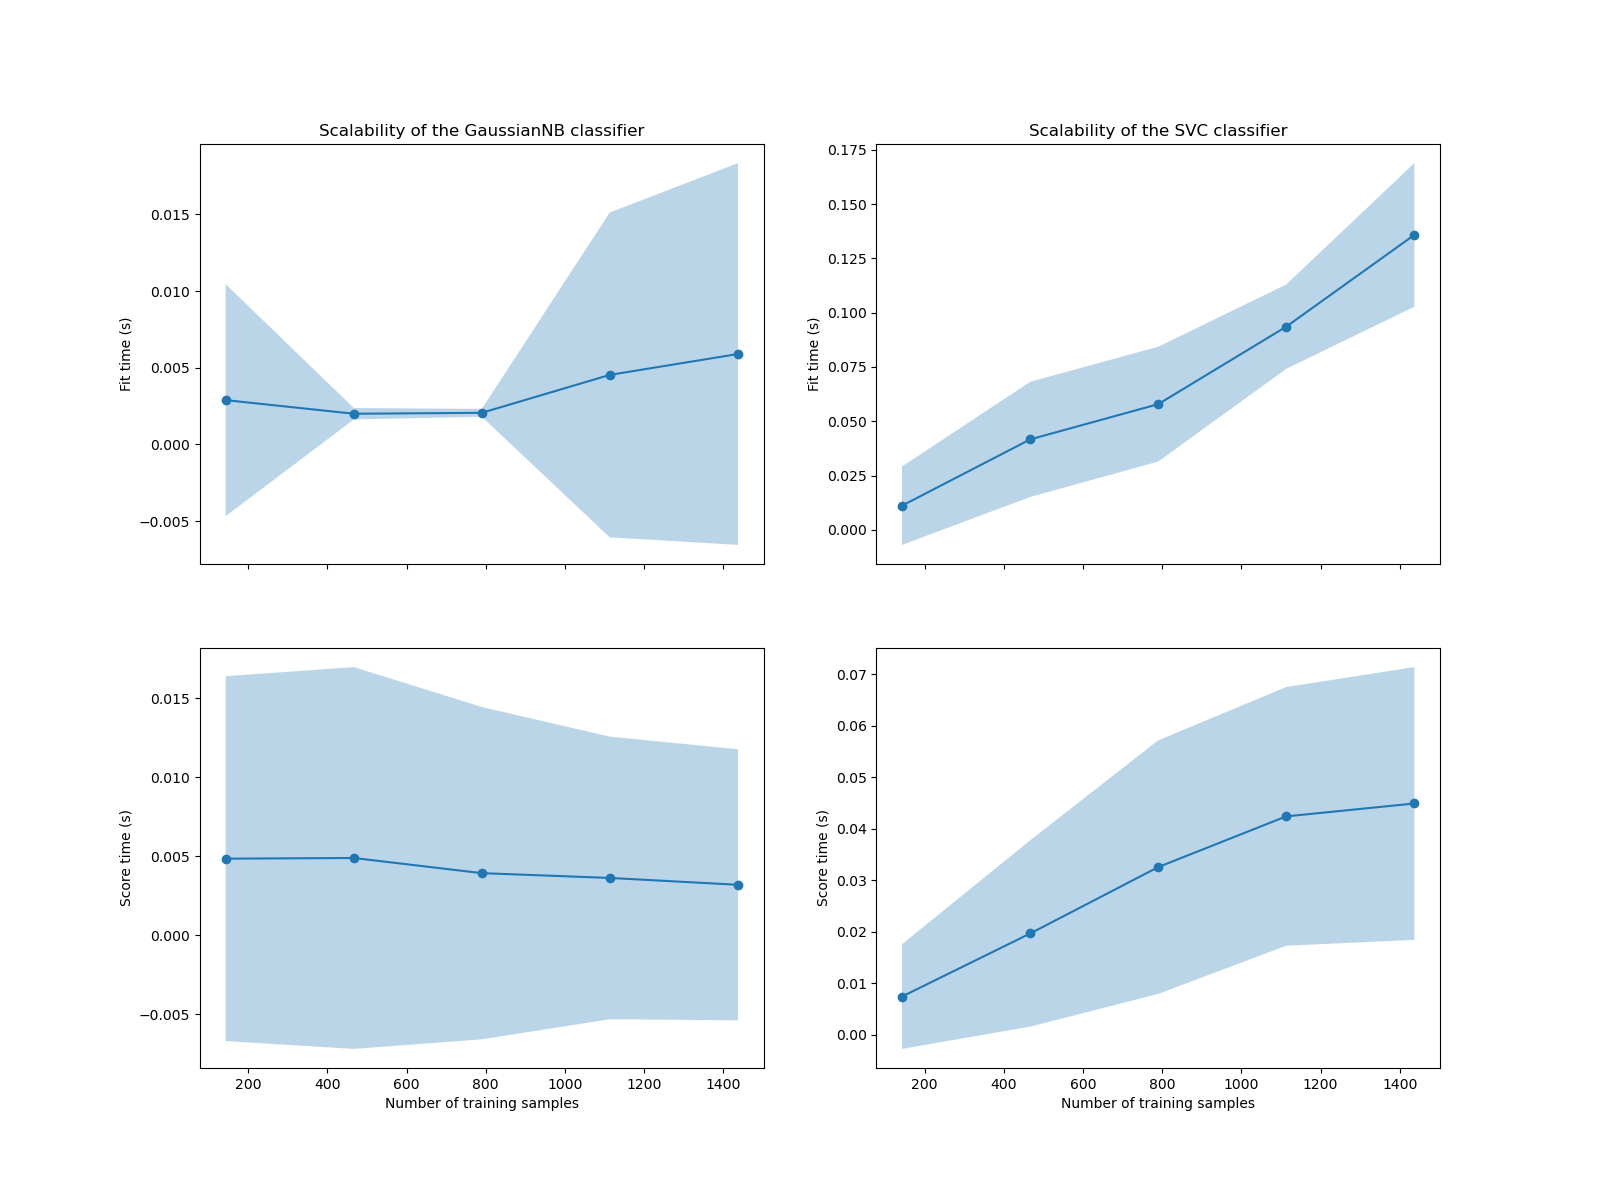 Scalability of the GaussianNB classifier
0.015
0.010
0.005
0.000
−0.005
Fit time (s)
Scalability of the SVC classifier
0.175
0.150
0.125
0.100
0.075
0.050
0.025
0.000
Fit time (s)
0.015
0.010
0.005
0.000
−0.005
Score time (s)
200 400 600 800 1000 1200 1400
Number of training samples
0.07
0.06
0.05
0.04
0.03
0.02
0.01
0.00
Score time (s)
200 400 600 800 1000 1200 1400
Number of training samples